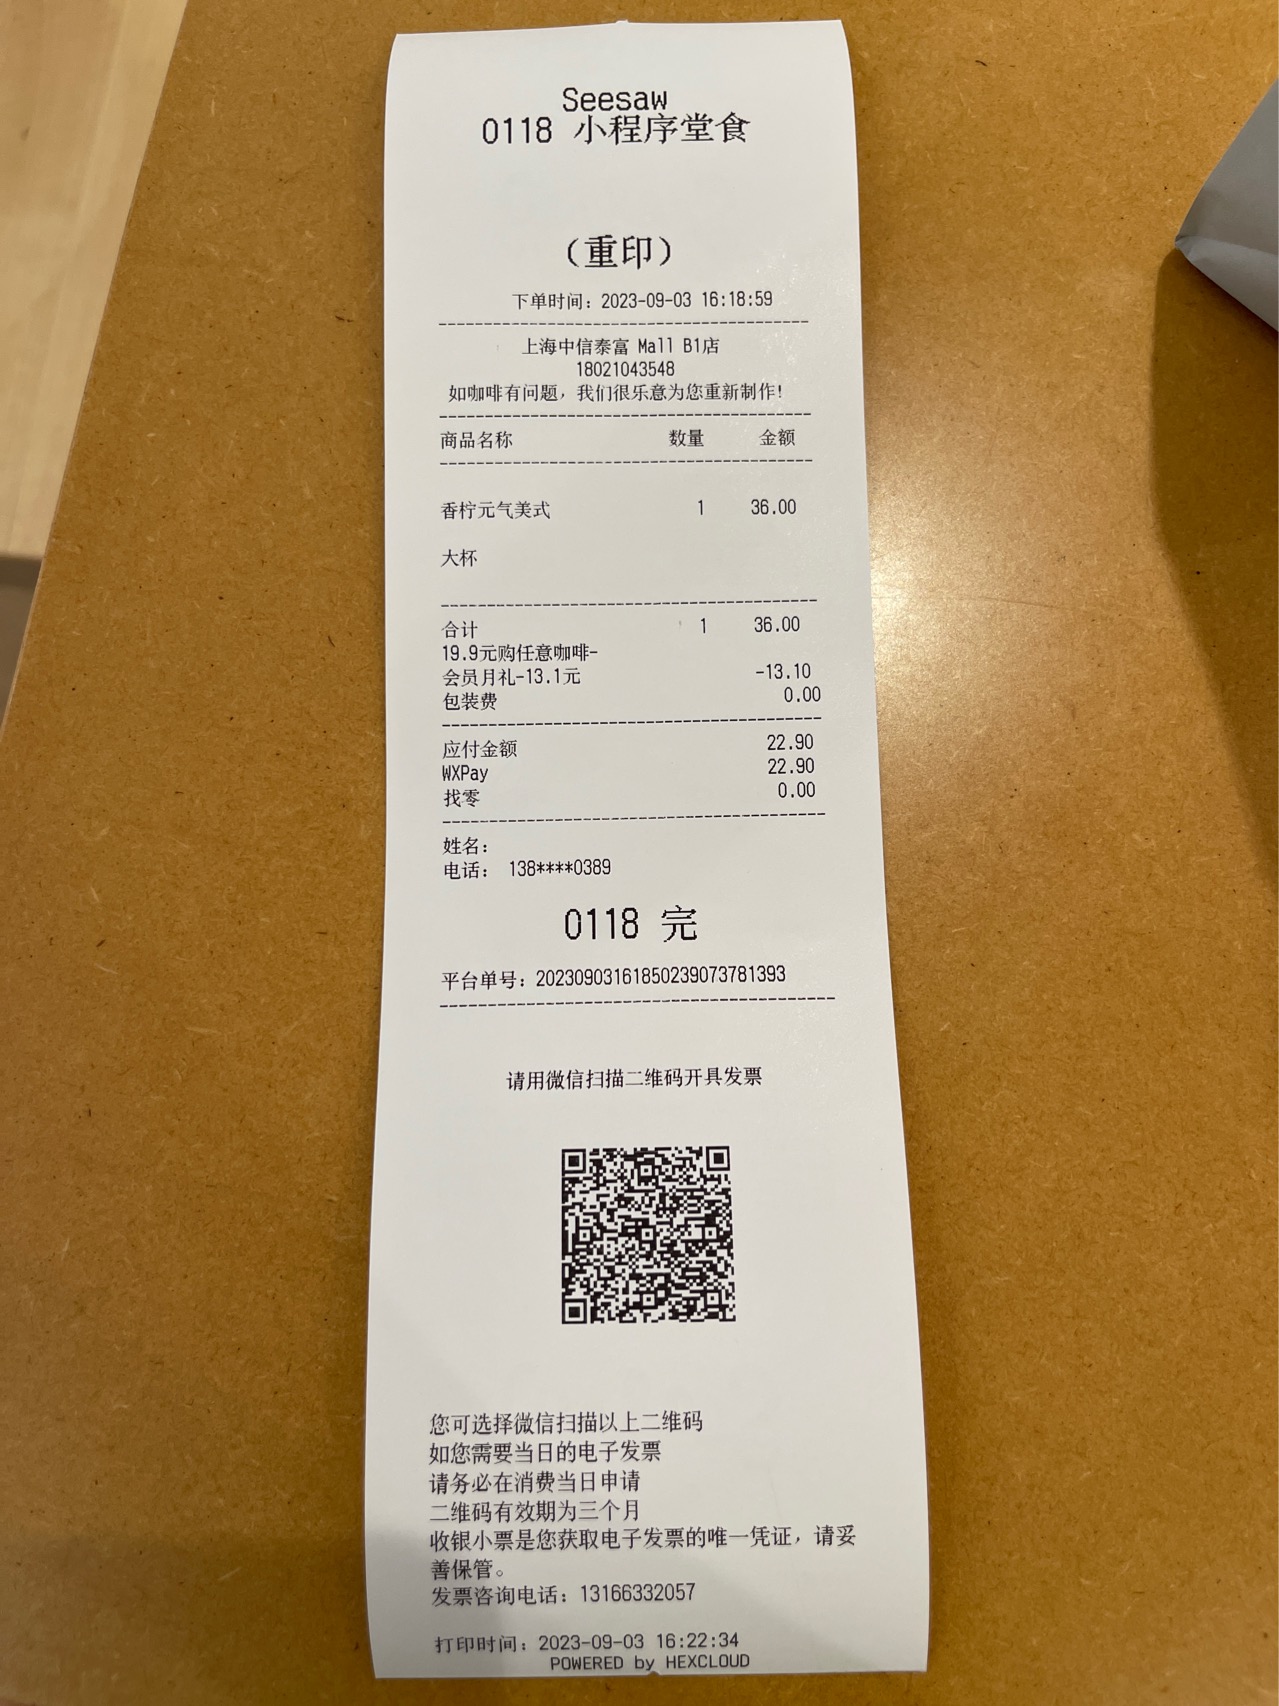 Seesaw
0118 小程序堂食
（重印）
下单时间：2023-09-03 16:18:59
上海中信泰富 Mall B1店
18021043548
如咖啡有问题，我们很乐意为您重新制作！
商品名称 数量 金额
香柠元气美式 1 36.00
大杯
合计 1 36.00
19.9元购任意咖啡-
会员月礼-13.1元 -13.10
包装费 0.00
应付金额 22.90
WXPay 22.90
找零 0.00
姓名：
电话： 138****0389
0118 完
平台单号：20230903161850239073781393
请用微信扫描二维码开具发票
您可选择微信扫描以上二维码
如您需要当日的电子发票
请务必在消费当日申请
二维码有效期为三个月
收银小票是您获取电子发票的唯一凭证，请妥
善保管。
发票咨询电话：13166332057
打印时间：2023-09-03 16:22:34
POWERED by HEXCLOUD